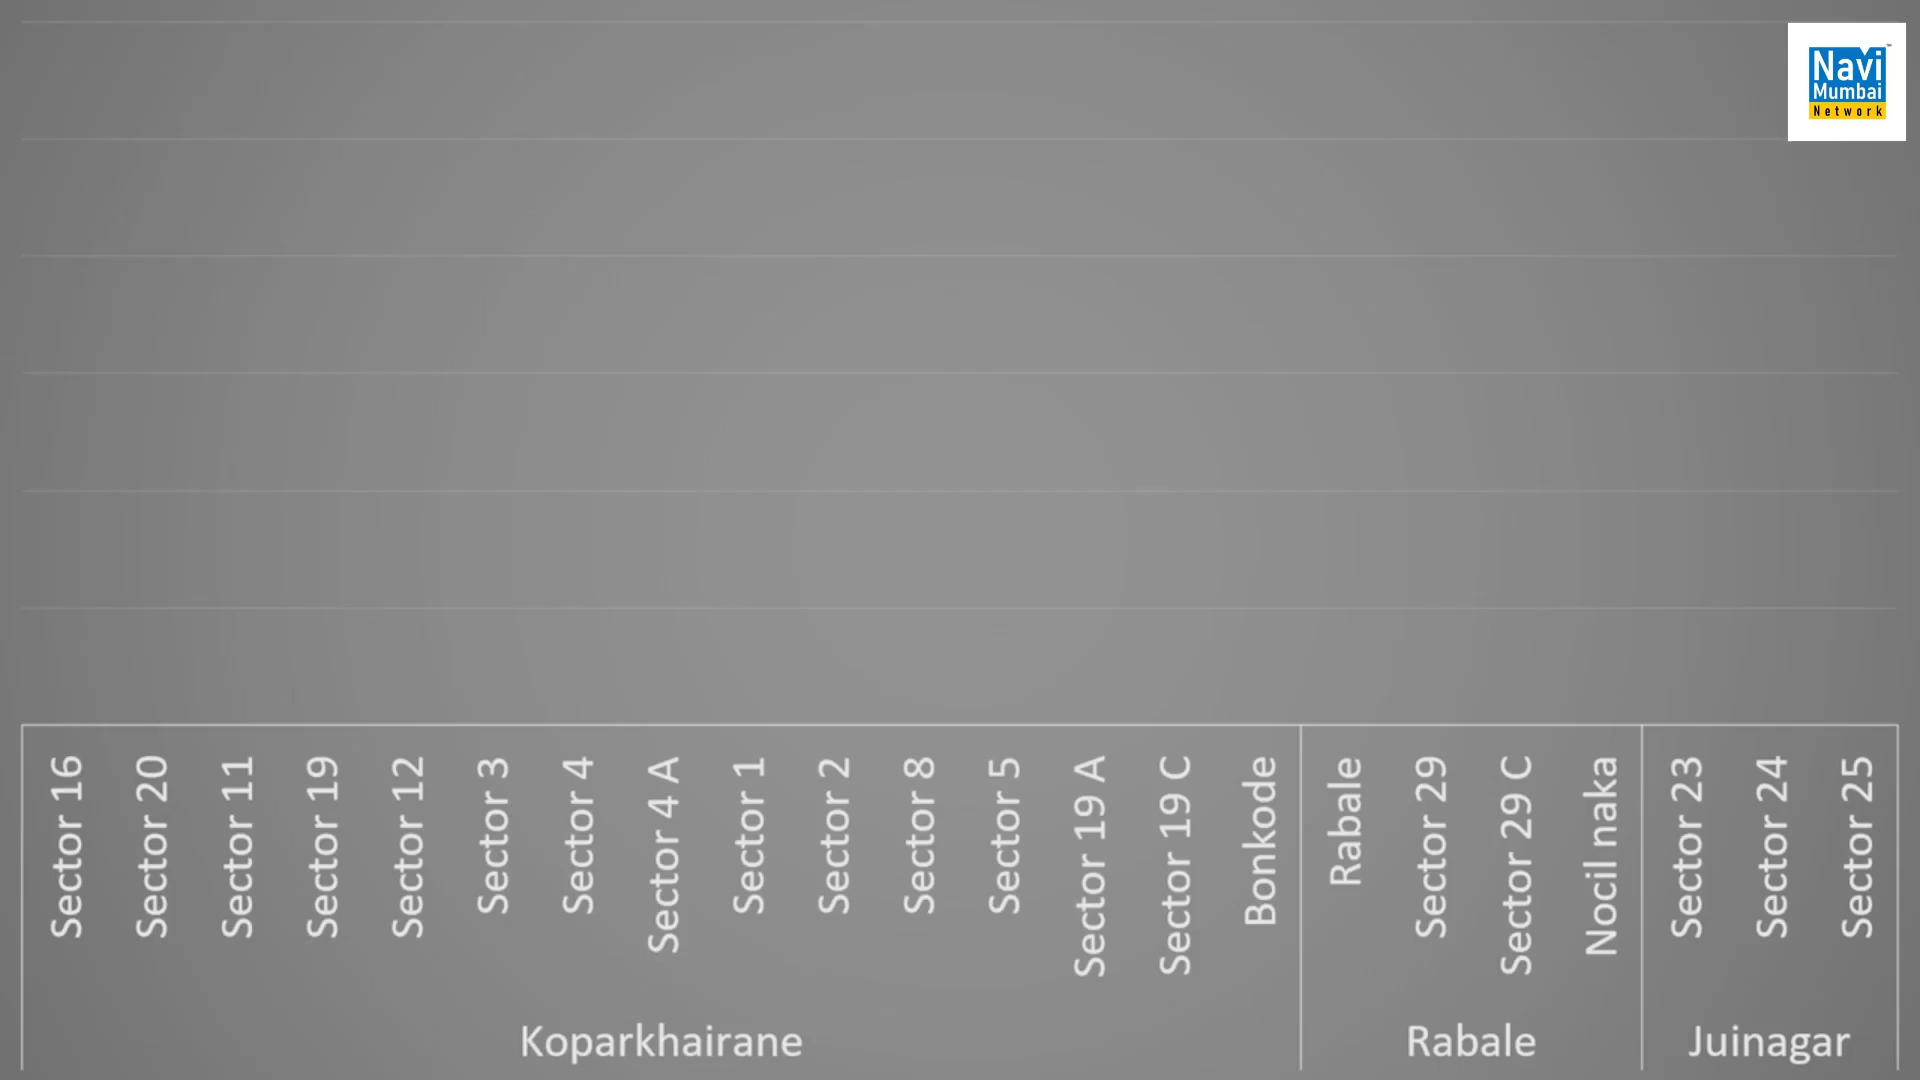 Navi
Mumbai
Network
Sector 16
Sector 20
Sector 11
Sector 19
Sector 12
Sector 3
Sector 4
Sector 4 A
Sector 1
Sector 2
Sector 8
Sector 5
Sector 19 A
Sector 19 C
Bonkode
Rabale
Sector 29
Sector 29 C
Nocil naka
Sector 23
Sector 24
Sector 25
Koparkhairane
Rabale
Juinagar